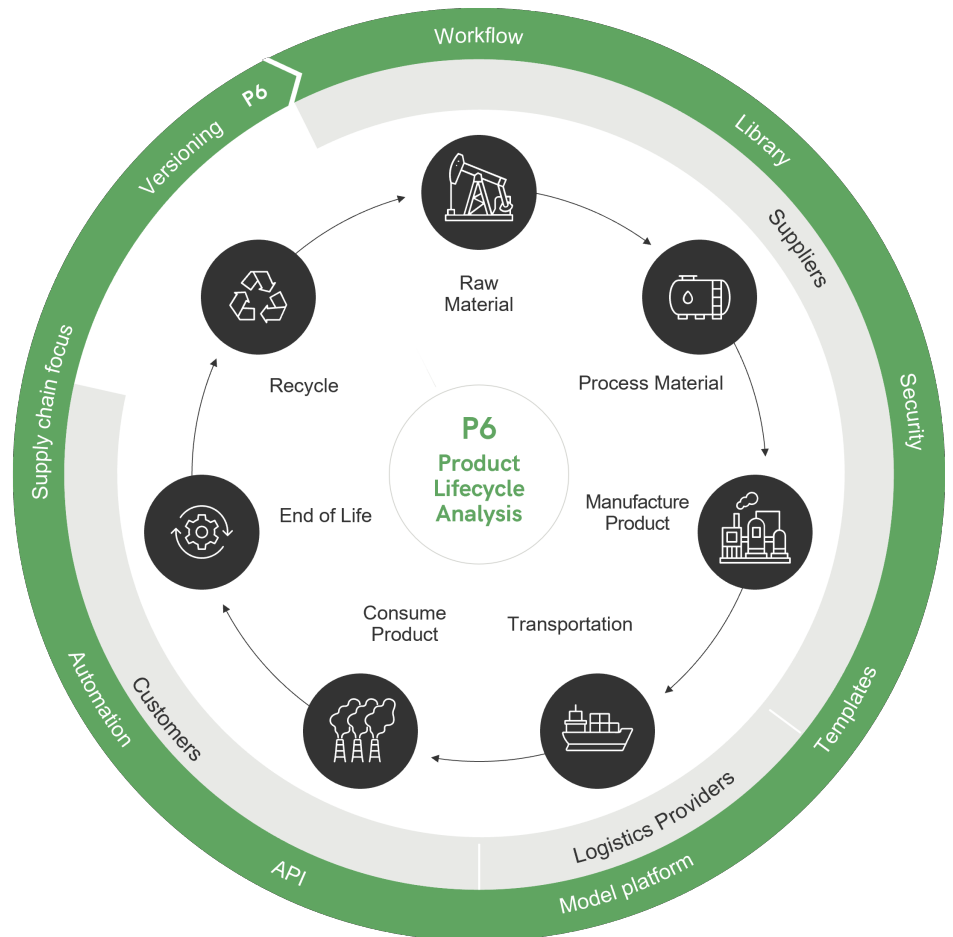 Workflow
Library
Security
Templates
Model platform
API
Automation
Supply chain focus
Versioning
P6
Suppliers
Logistics Providers
Customers
Raw
Material
Process Material
Manufacture
Product
Transportation
Consume
Product
End of Life
Recycle
P6
Product
Lifecycle
Analysis